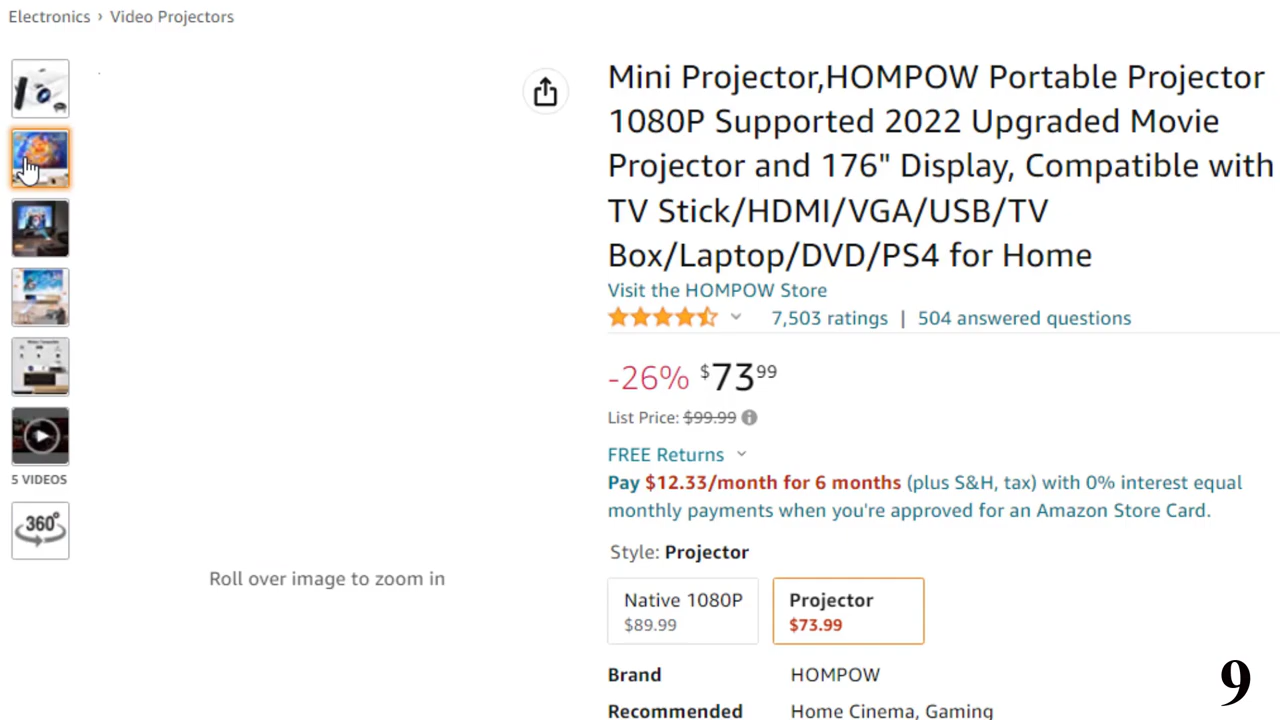 Electronics › Video Projectors
Mini Projector,HOMPOW Portable Projector
1080P Supported 2022 Upgraded Movie
Projector and 176" Display, Compatible with
TV Stick/HDMI/VGA/USB/TV
Box/Laptop/DVD/PS4 for Home
Visit the HOMPOW Store
7,503 ratings | 504 answered questions
-26% $73⁹⁹
List Price: $99.99
FREE Returns
Pay $12.33/month for 6 months (plus S&H, tax) with 0% interest equal
monthly payments when you're approved for an Amazon Store Card.
5 VIDEOS
360°
Roll over image to zoom in
Style: Projector
Native 1080P
$89.99
Projector
$73.99
Brand HOMPOW
Recommended Home Cinema, Gaming
9